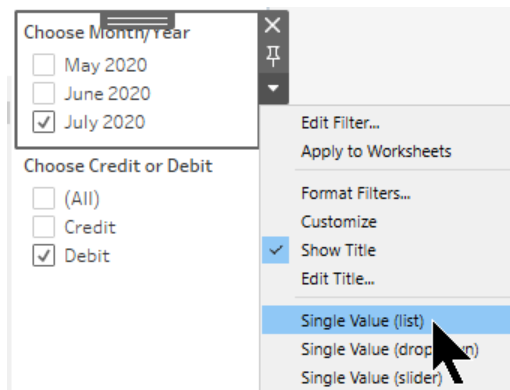 Choose Month/Year
May 2020
June 2020
July 2020
Choose Credit or Debit
(All)
Credit
Debit
Edit Filter...
Apply to Worksheets
Format Filters...
Customize
Show Title
Edit Title...
Single Value (list)
Single Value
Single Value (slider)